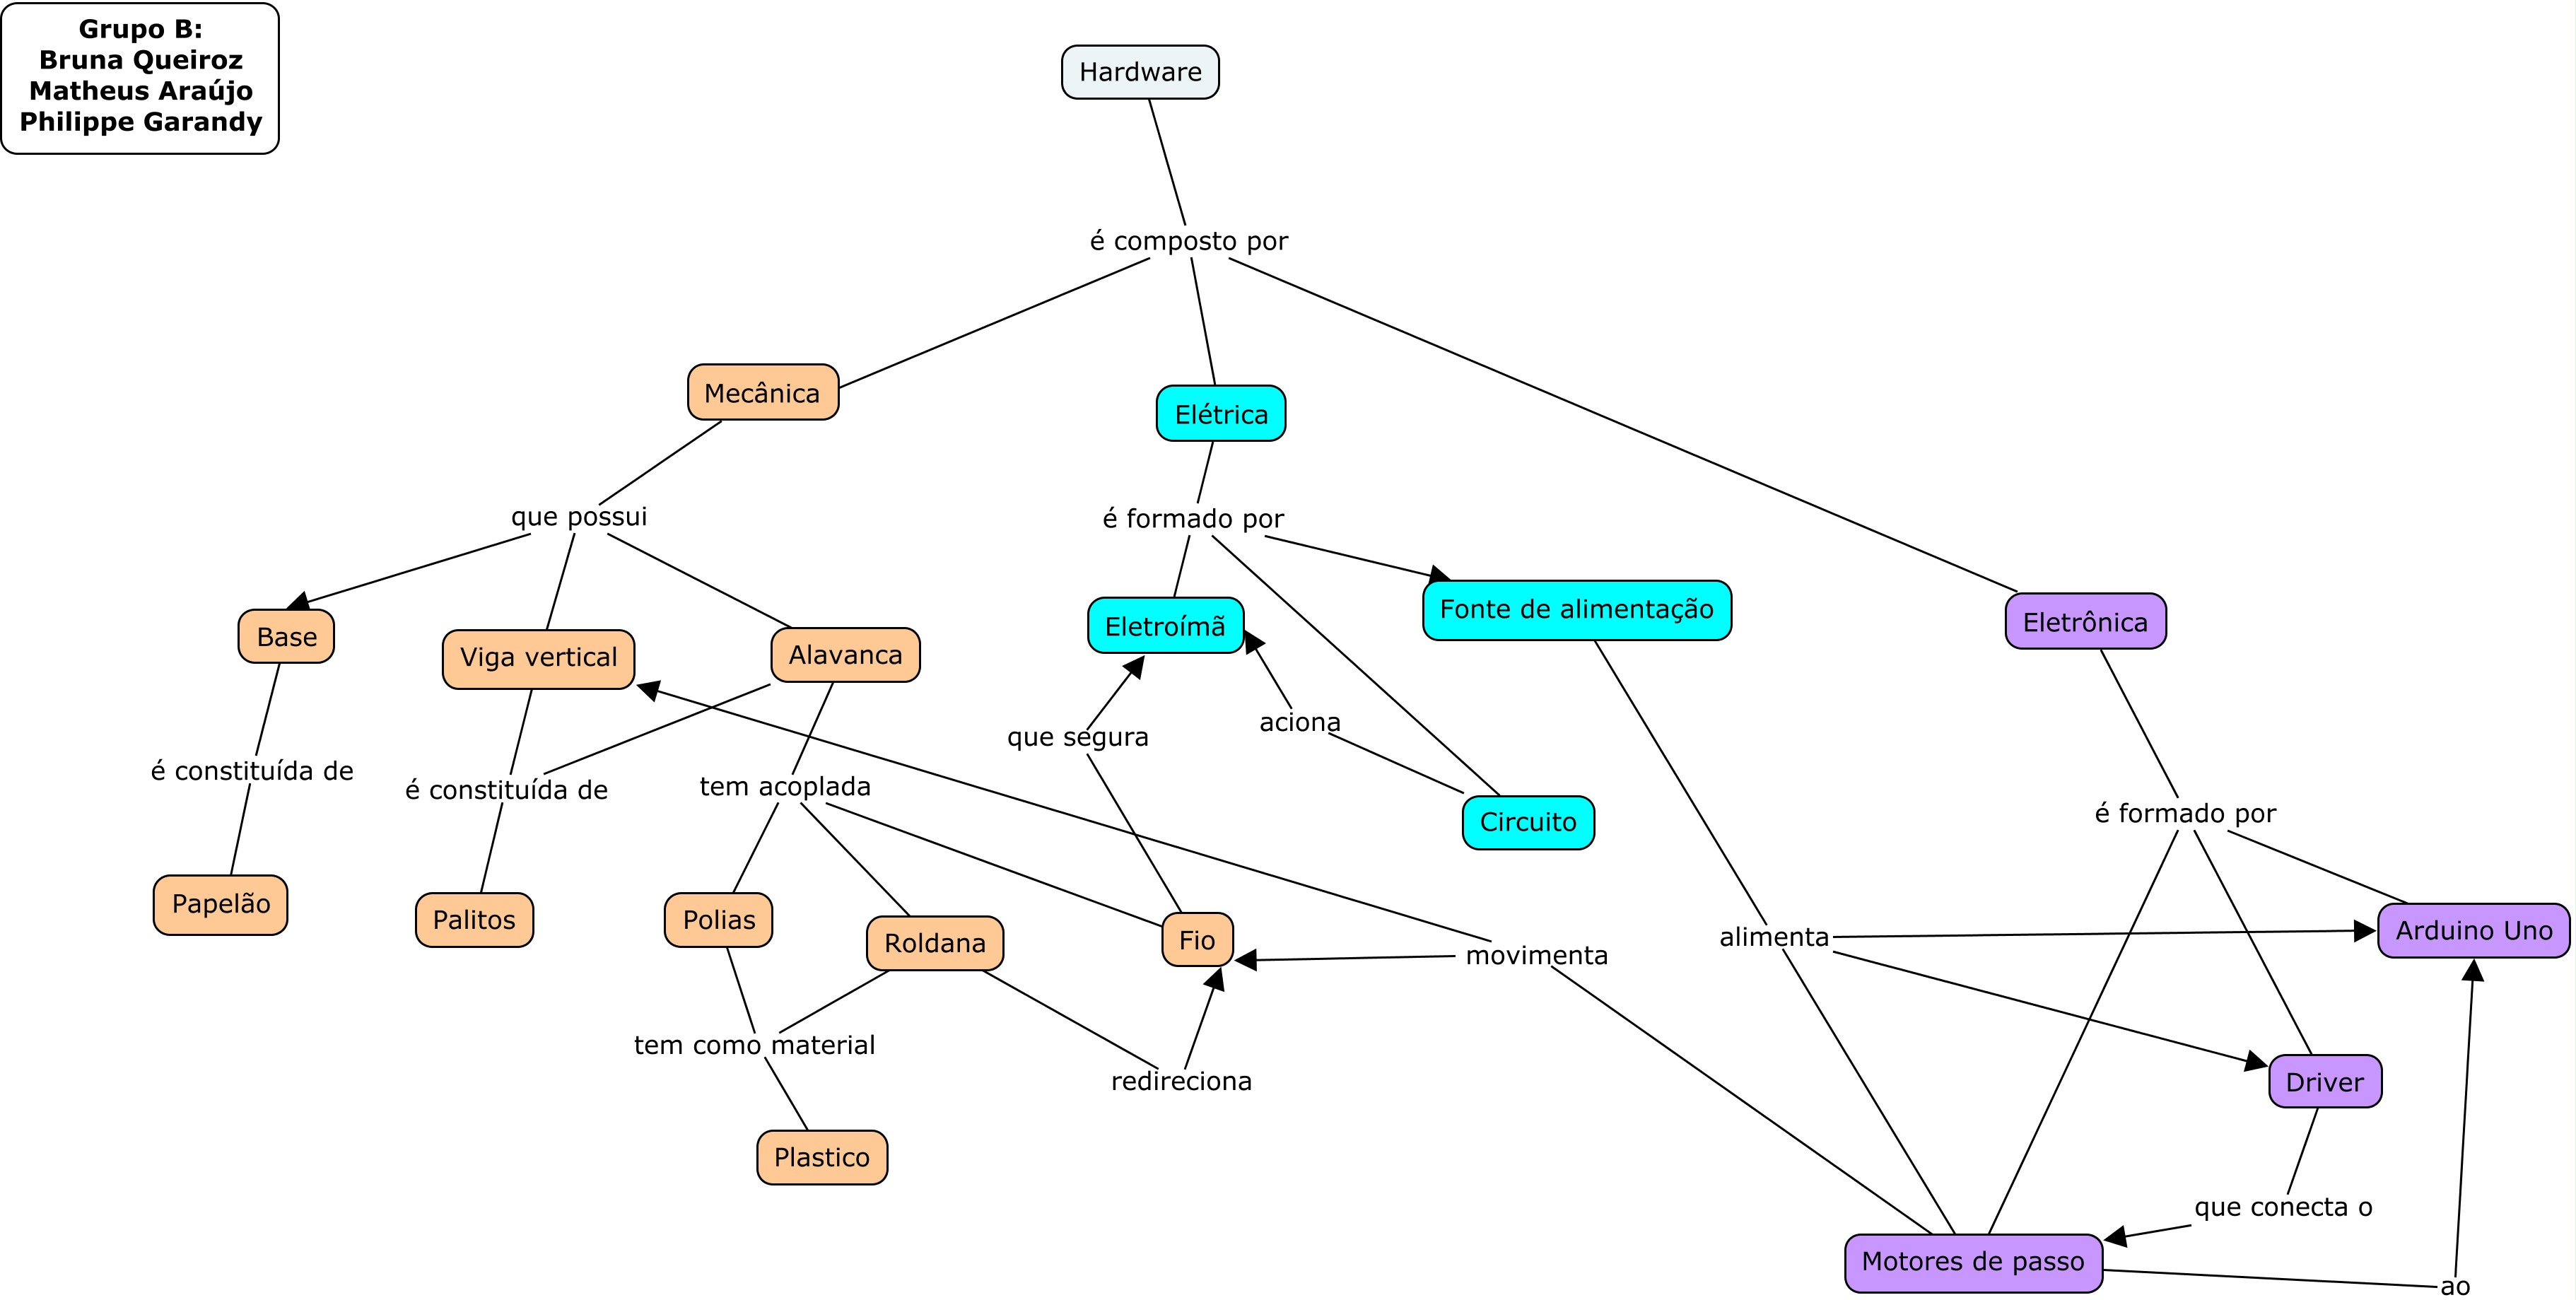 Grupo B:
Bruna Queiroz
Matheus Araújo
Philippe Garandy
Hardware
é composto por
Mecânica
Elétrica
Eletrônica
que possui
é formado por
Base
Viga vertical
Alavanca
Eletroímã
Fonte de alimentação
que segura
aciona
é constituída de
é constituída de
tem acoplada
Circuito
é formado por
Papelão
Palitos
Polias
Roldana
Fio
movimenta
alimenta
Arduino Uno
tem como material
redireciona
Driver
Plastico
que conecta o
Motores de passo
ao